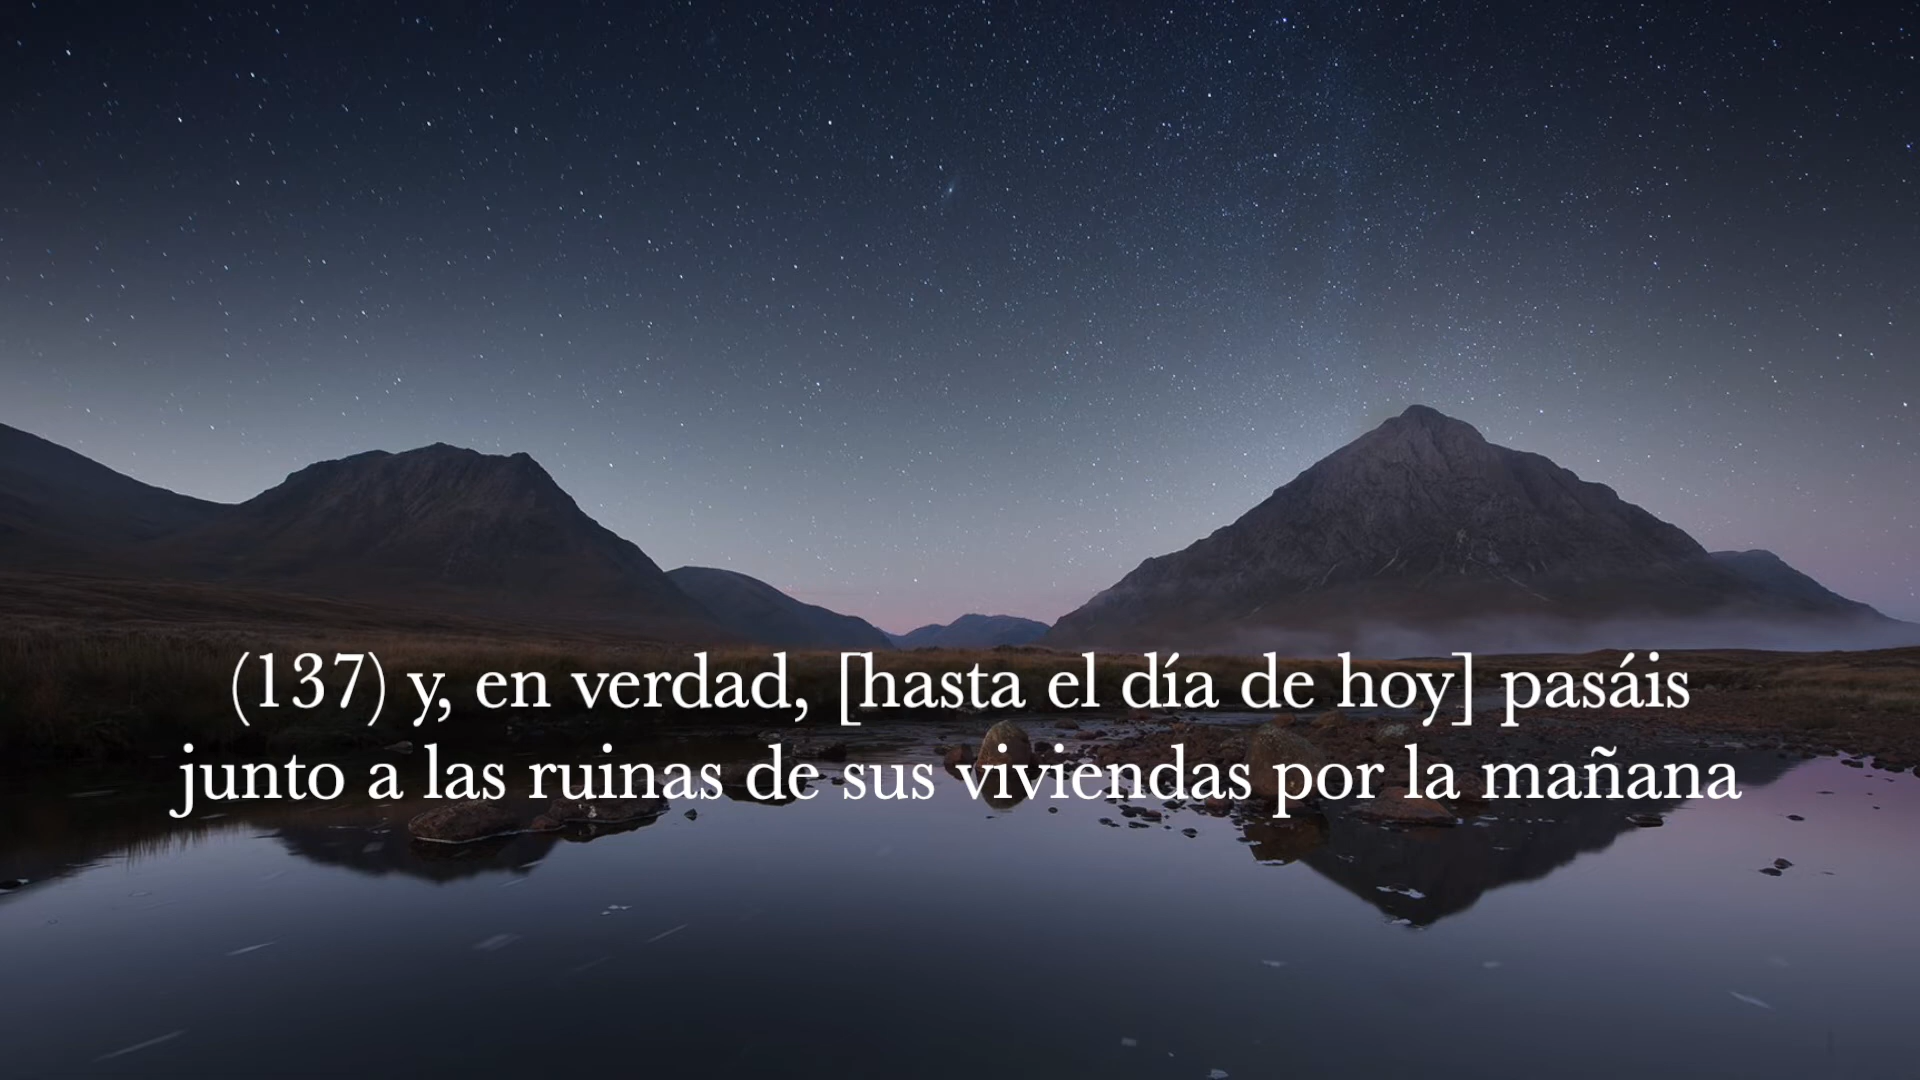 (137) y, en verdad, [hasta el día de hoy] pasáis
junto a las ruinas de sus viviendas por la mañana